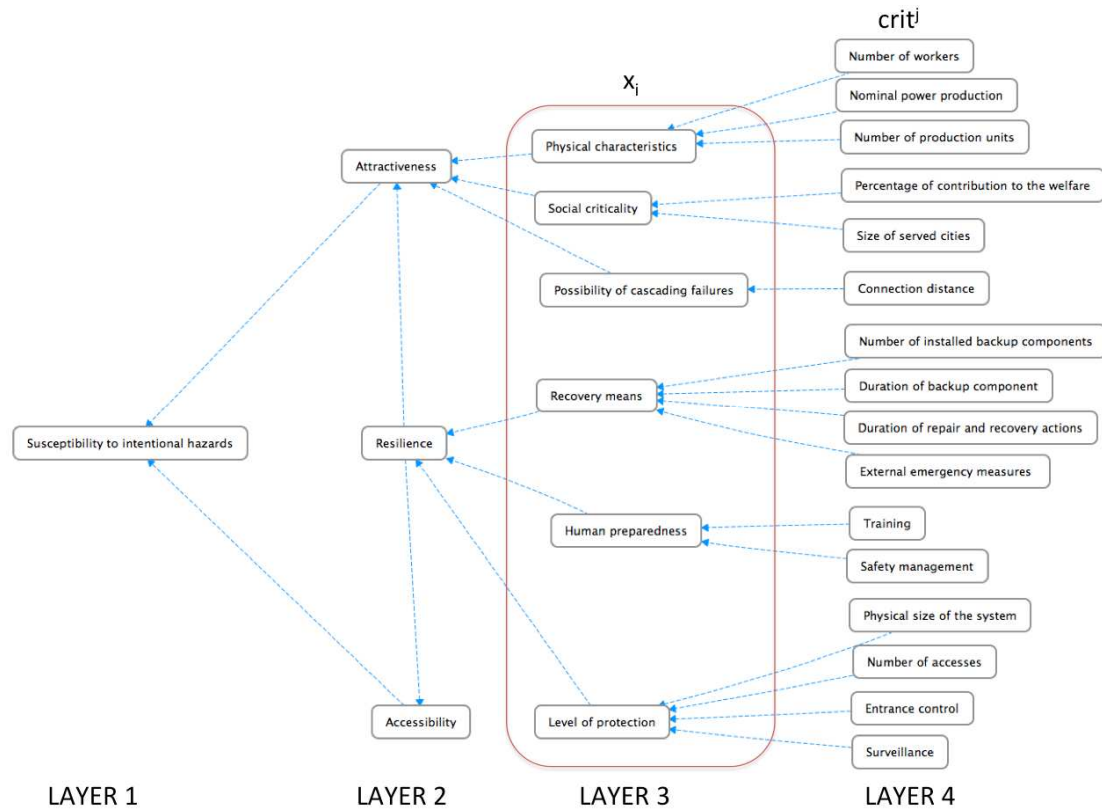 crit^j
x_i
Number of workers
Nominal power production
Number of production units
Physical characteristics
Attractiveness
Percentage of contribution to the welfare
Social criticality
Size of served cities
Possibility of cascading failures
Connection distance
Number of installed backup components
Recovery means
Duration of backup component
Susceptibility to intentional hazards
Resilience
Duration of repair and recovery actions
External emergency measures
Human preparedness
Training
Safety management
Physical size of the system
Number of accesses
Accessibility
Level of protection
Entrance control
Surveillance
LAYER 1
LAYER 2
LAYER 3
LAYER 4